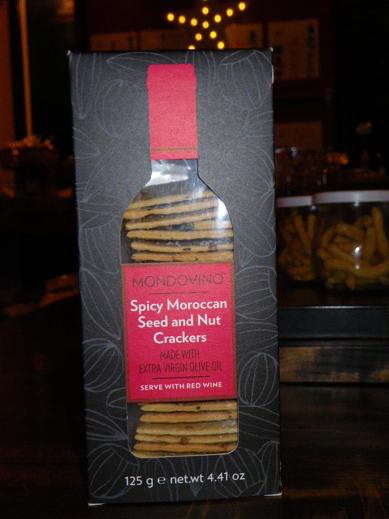 MONDOVINO
Spicy Moroccan
Seed and Nut
Crackers
MADE WITH
EXTRA VIRGIN OLIVE OIL
SERVE WITH RED WINE
125 g e net.wt 4.41 oz